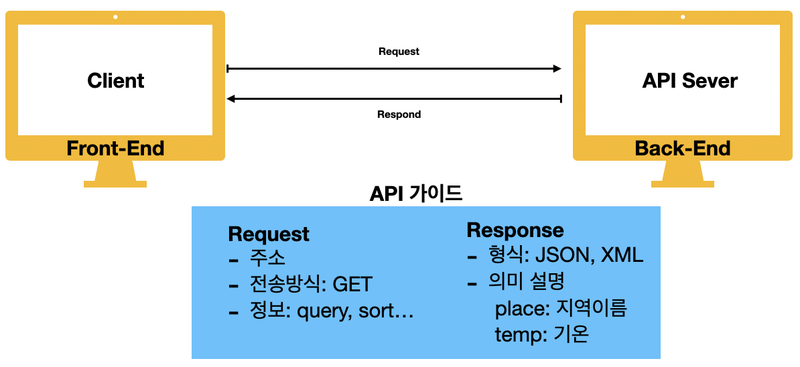 Client
Front-End
Request
Respond
API Sever
Back-End
API 가이드
Request
- 주소
- 전송방식: GET
- 정보: query, sort…
Response
- 형식: JSON, XML
- 의미 설명
place: 지역이름
temp: 기온